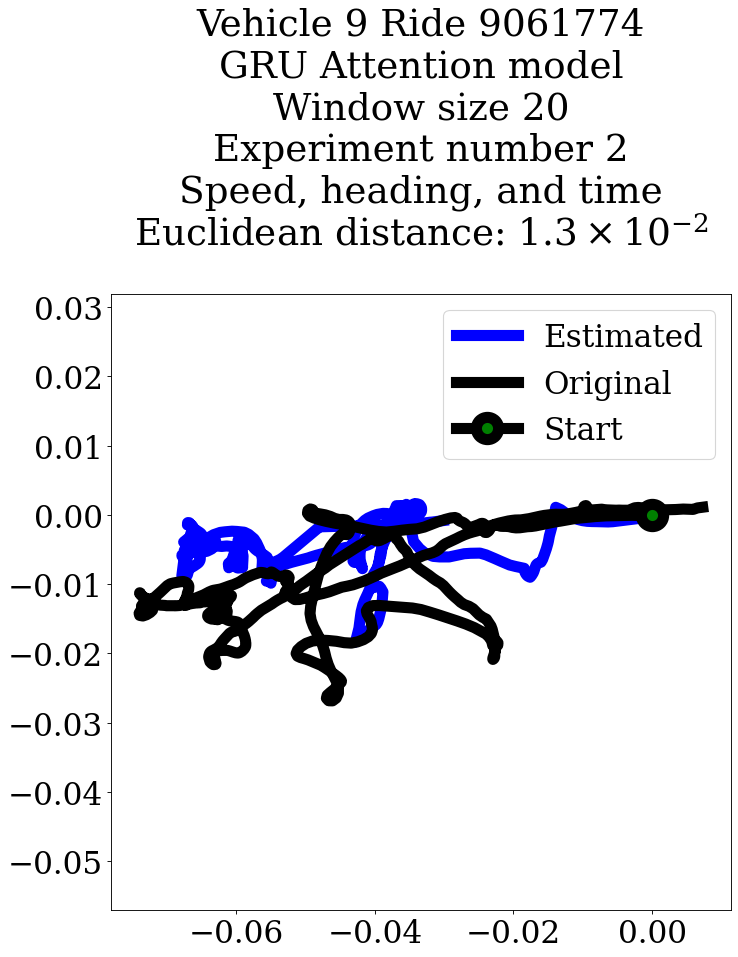 Vehicle 9 Ride 9061774
GRU Attention model
Window size 20
Experiment number 2
Speed, heading, and time
Euclidean distance: 1.3 × 10⁻²
Estimated
Original
Start
0.03
0.02
0.01
0.00
−0.01
−0.02
−0.03
−0.04
−0.05
−0.06
−0.04
−0.02
0.00